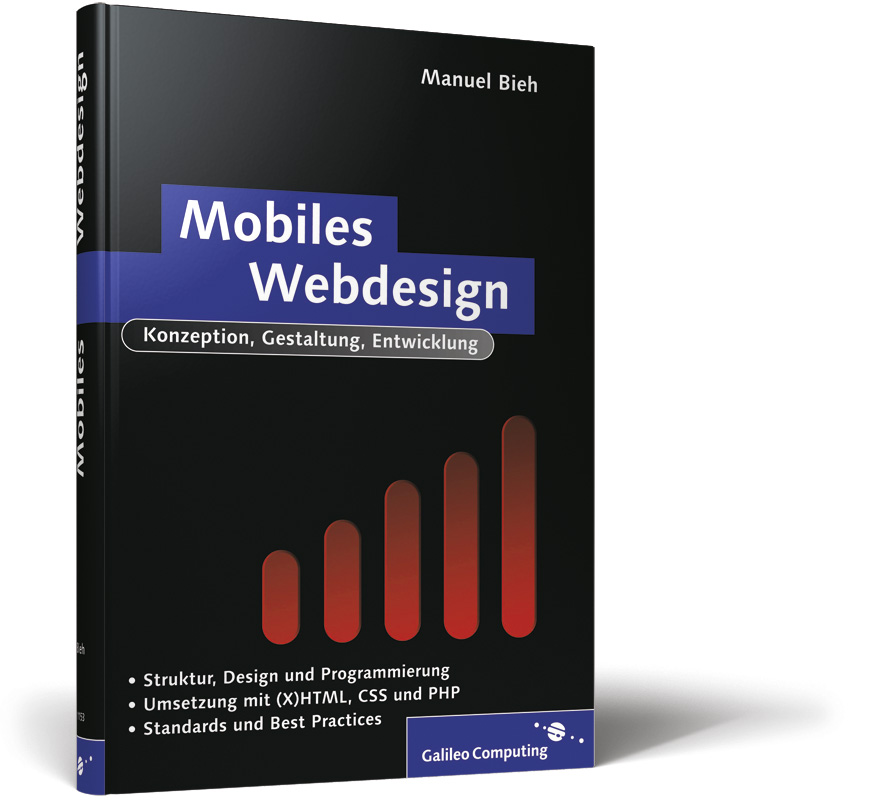 Manuel Bieh
Mobiles
Webdesign
Konzeption, Gestaltung, Entwicklung
• Struktur, Design und Programmierung
• Umsetzung mit (X)HTML, CSS und PHP
• Standards und Best Practices
Galileo Computing
Mobiles Webdesign
Bieh